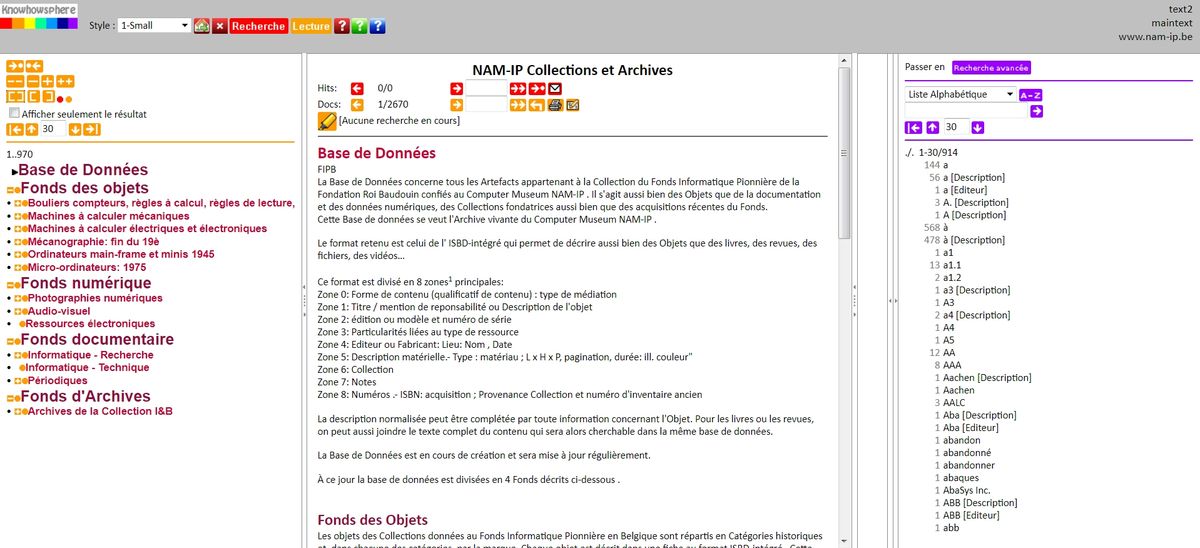 Knowhowsphere
Style : 1-Small Recherche Lecture ? ? ?
text2
maintext
www.nam-ip.be
30
Afficher seulement le résultat
1..970
Base de Données
Fonds des objets
Bouliers compteurs, règles à calcul, règles de lecture,
Machines à calculer mécaniques
Machines à calculer électriques et électroniques
Mécanographie: fin du 19è
Ordinateurs main-frame et minis 1945
Micro-ordinateurs: 1975
Fonds numérique
Photographies numériques
Audio-visuel
Ressources électroniques
Fonds documentaire
Informatique - Recherche
Informatique - Technique
Périodiques
Fonds d'Archives
Archives de la Collection I&B
NAM-IP Collections et Archives
Hits: 0/0
Docs: 1/2670
[Aucune recherche en cours]
Base de Données
FIPB
La Base de Données concerne tous les Artefacts appartenant à la Collection du Fonds Informatique Pionnière de la
Fondation Roi Baudouin confiés au Computer Museum NAM-IP . Il s'agit aussi bien des Objets que de la documentation
et des données numériques, des Collections fondatrices aussi bien que des acquisitions récentes du Fonds.
Cette Base de données se veut l'Archive vivante du Computer Museum NAM-IP .
Le format retenu est celui de l' ISBD-intégré qui permet de décrire aussi bien des Objets que des livres, des revues, des
fichiers, des vidéos...
Ce format est divisé en 8 zones1 principales:
Zone 0: Forme de contenu (qualificatif de contenu) : type de médiation
Zone 1: Titre / mention de reponsabilité ou Description de l'objet
Zone 2: édition ou modèle et numéro de série
Zone 3: Particularités liées au type de ressource
Zone 4: Editeur ou Fabricant: Lieu: Nom , Date
Zone 5: Description matérielle.- Type : matériau ; L x H x P, pagination, durée: ill. couleur"
Zone 6: Collection
Zone 7: Notes
Zone 8: Numéros .- ISBN: acquisition ; Provenance Collection et numéro d'inventaire ancien
La description normalisée peut être complétée par toute information concernant l'Objet. Pour les livres ou les revues,
on peut aussi joindre le texte complet du contenu qui sera alors cherchable dans la même base de données.
La Base de Données est en cours de création et sera mise à jour régulièrement.
À ce jour la base de données est divisées en 4 Fonds décrits ci-dessous .
Fonds des Objets
Les objets des Collections données au Fonds Informatique Pionnière en Belgique sont répartis en Catégories historiques
Passer en Recherche avancée
Liste Alphabétique A-Z
30
./. 1-30/914
144 a
56 a [Description]
1 a [Editeur]
3 A. [Description]
1 A [Description]
568 à
478 à [Description]
1 a1
13 a1.1
2 a1.2
1 a3 [Description]
1 A3
2 a4 [Description]
1 A4
1 A5
12 AA
8 AAA
1 Aachen [Description]
1 Aachen
3 AALC
1 Aba [Description]
1 Aba [Editeur]
1 abandon
1 abandonné
1 abandonner
1 abaques
1 AbaSys Inc.
1 ABB [Description]
1 ABB [Editeur]
1 abb